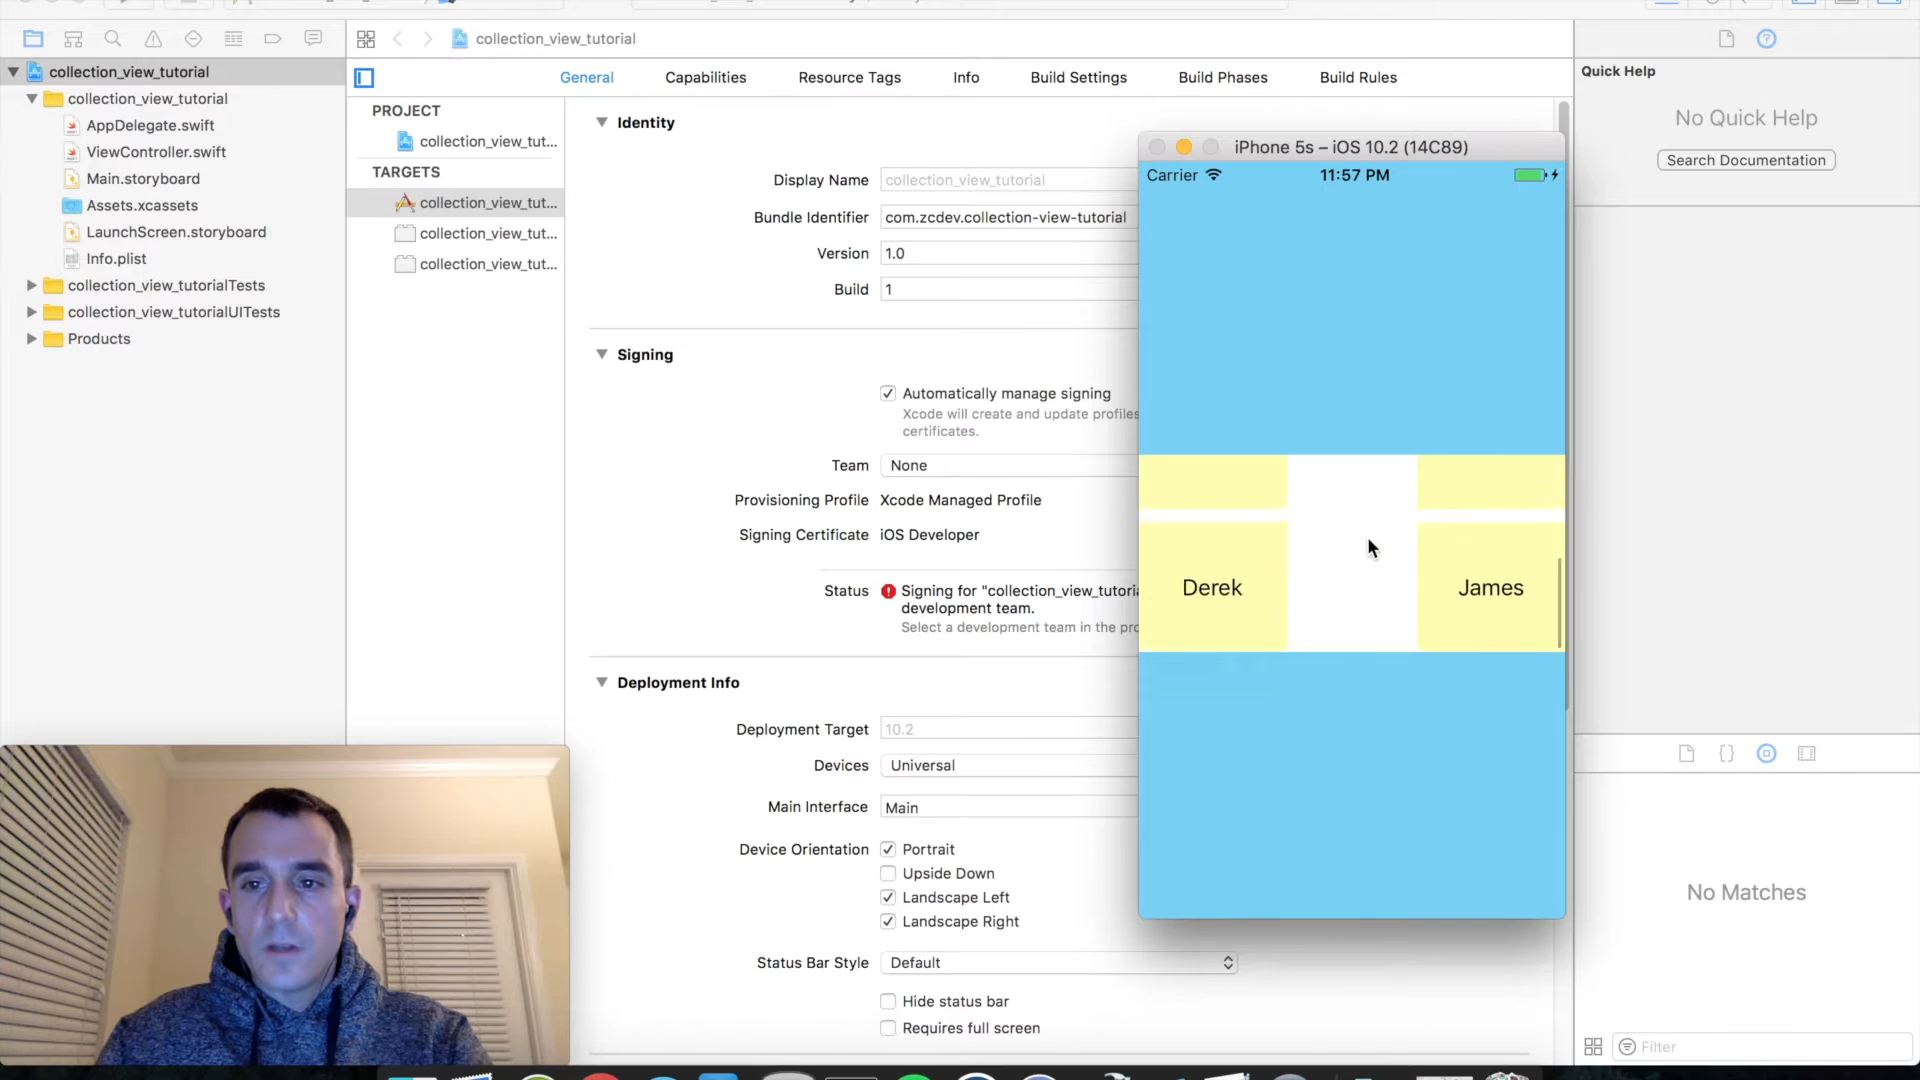 collection_view_tutorial
General Capabilities Resource Tags Info Build Settings Build Phases Build Rules
collection_view_tutorial
collection_view_tutorial
AppDelegate.swift
ViewController.swift
Main.storyboard
Assets.xcassets
LaunchScreen.storyboard
Info.plist
collection_view_tutorialTests
collection_view_tutorialUITests
Products
PROJECT
collection_view_tut...
TARGETS
collection_view_tut...
collection_view_tut...
collection_view_tut...
Identity
Display Name collection_view_tutorial
Bundle Identifier com.zcdev.collection-view-tutorial
Version 1.0
Build 1
Signing
Automatically manage signing
Xcode will create and update profiles
certificates.
Team None
Provisioning Profile Xcode Managed Profile
Signing Certificate iOS Developer
Status Signing for "collection_view_tutoria
development team.
Select a development team in the pro
Deployment Info
Deployment Target 10.2
Devices Universal
Main Interface Main
Device Orientation Portrait
Upside Down
Landscape Left
Landscape Right
Status Bar Style Default
Hide status bar
Requires full screen
iPhone 5s – iOS 10.2 (14C89)
Carrier 11:57 PM
Derek James
Quick Help
No Quick Help
Search Documentation
No Matches
Filter